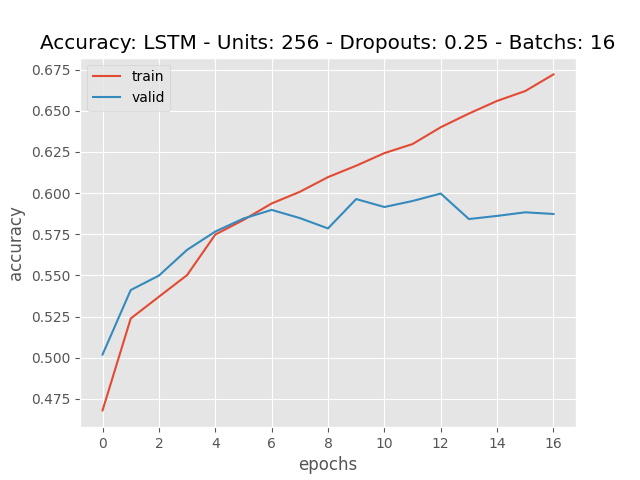 Accuracy: LSTM - Units: 256 - Dropouts: 0.25 - Batchs: 16
train
valid
0.675
0.650
0.625
0.600
0.575
0.550
0.525
0.500
0.475
accuracy
0 2 4 6 8 10 12 14 16
epochs